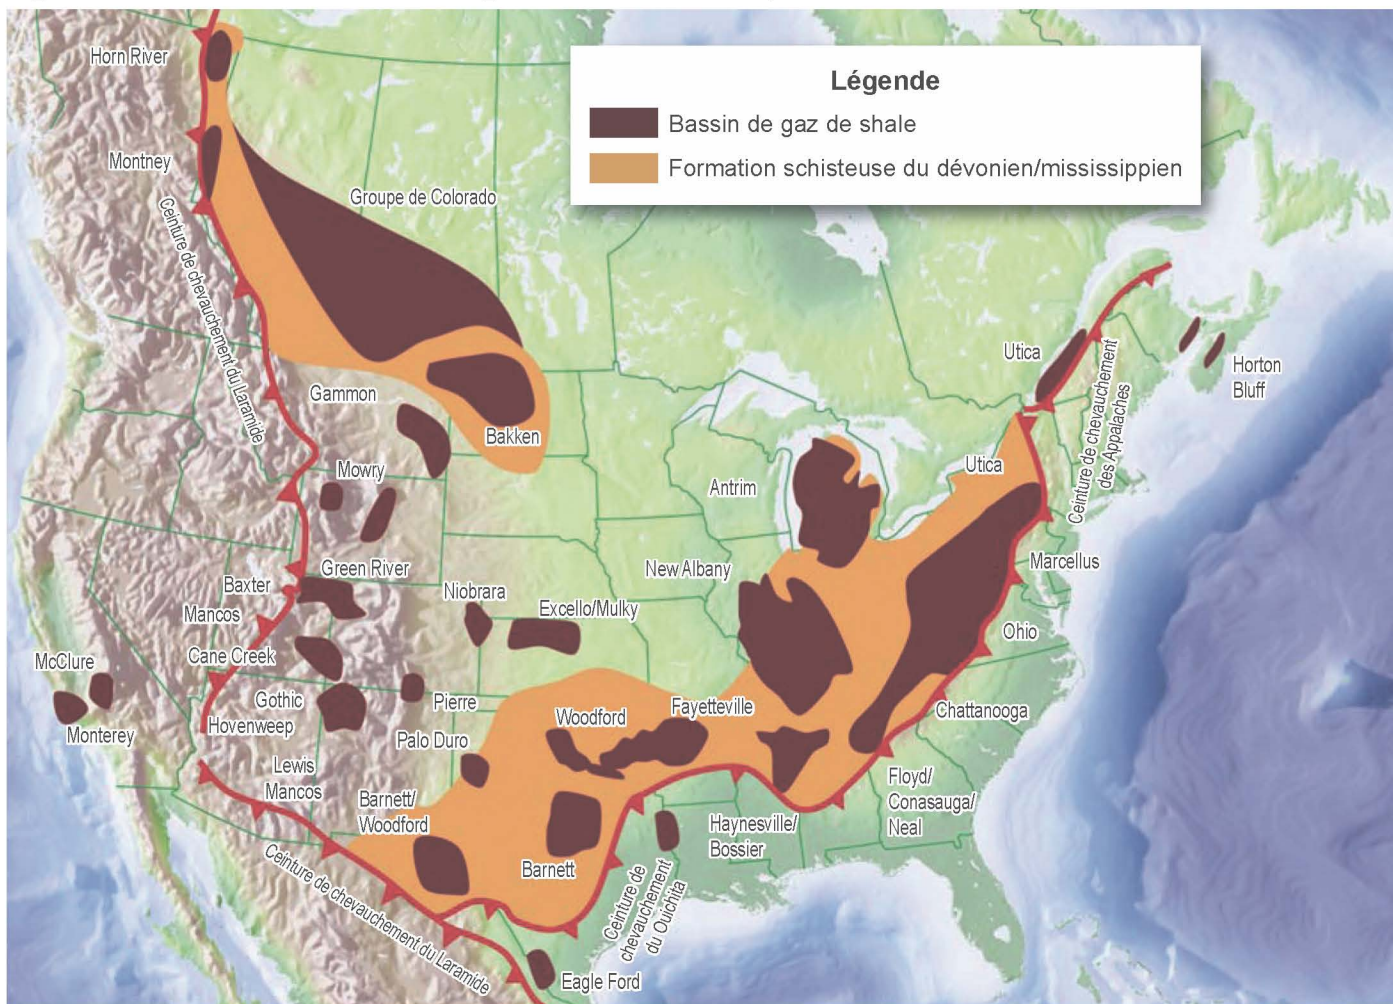 Légende
Bassin de gaz de shale
Formation schisteuse du dévonien/mississippien
Horn River
Montney
Groupe de Colorado
Ceinture de chevauchement du Laramide
Gammon
Bakken
Mowry
Utica
Horton
Bluff
Ceinture de chevauchement
des Appalaches
Utica
Antrim
New Albany
Marcellus
Baxter
Green River
Mancos
Niobrara
Excello/Mulky
Ohio
Cane Creek
McClure
Gothic
Pierre
Hovenweep
Monterey
Woodford
Fayetteville
Chattanooga
Palo Duro
Lewis
Mancos
Barnett/
Woodford
Floyd/
Conasauga/
Neal
Haynesville/
Bossier
Barnett
Ceinture de chevauchement du Laramide
Ceinture de
chevauchement
du Ouichita
Eagle Ford